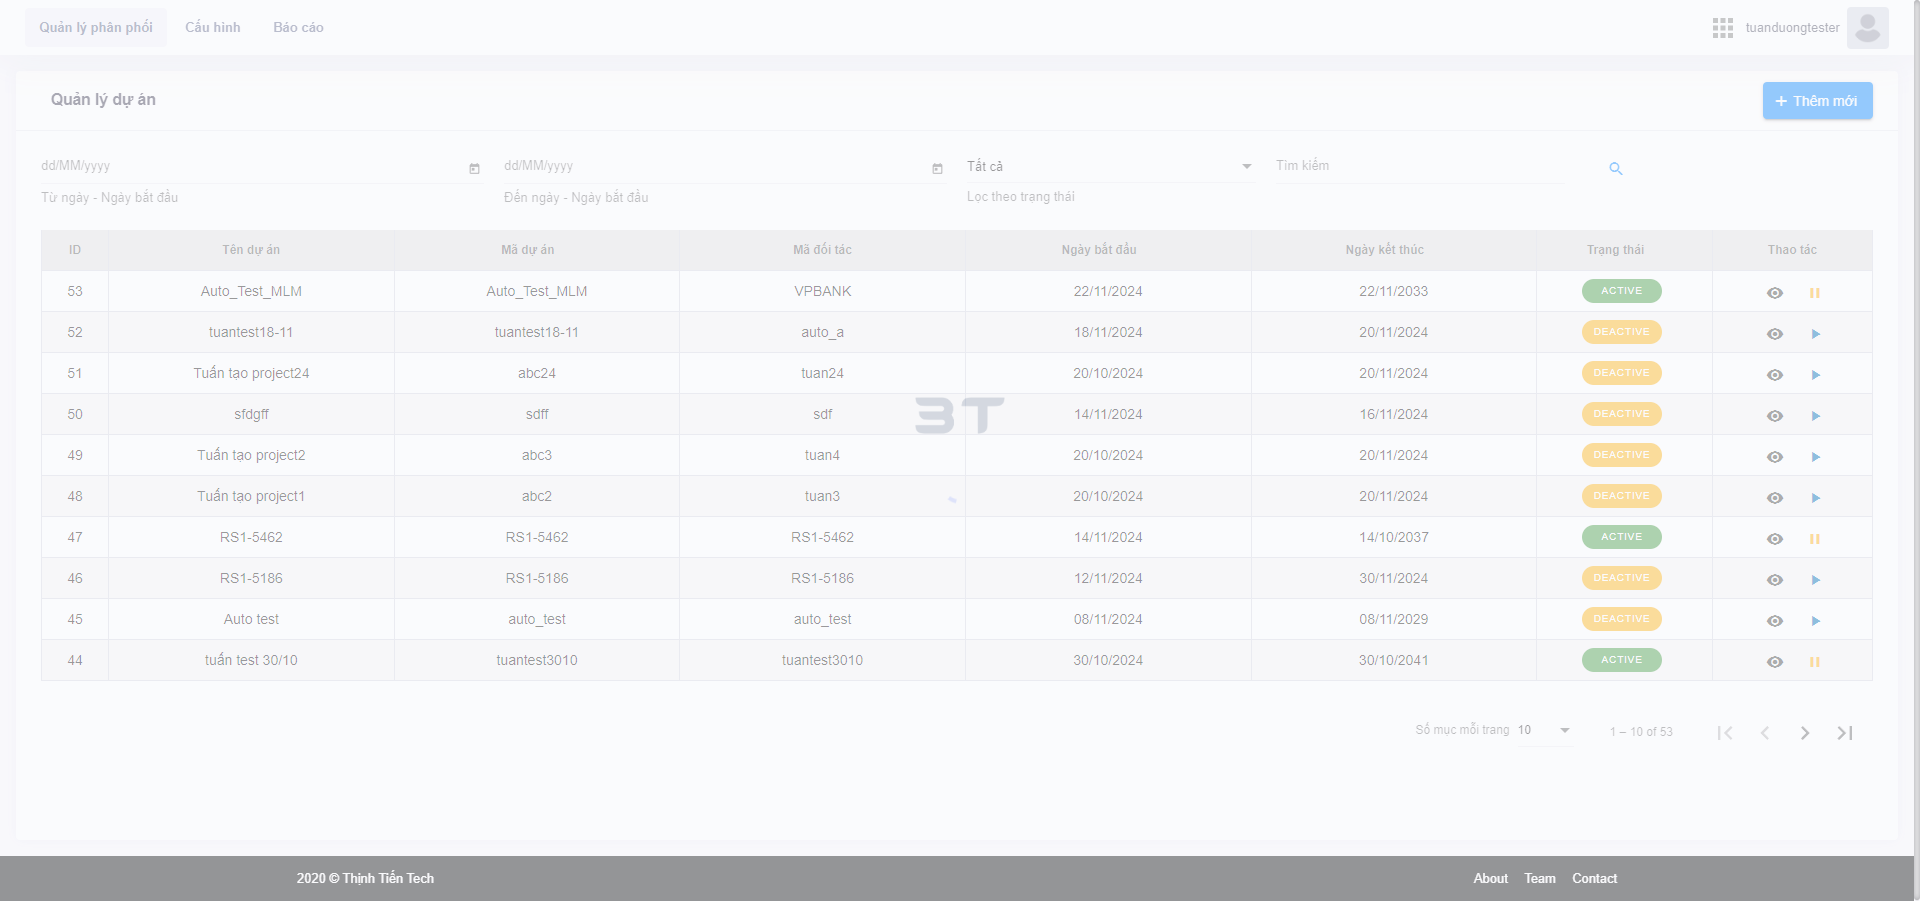 Quản lý phân phối Cấu hình Báo cáo tuanduongtester
Quản lý dự án + Thêm mới
dd/MM/yyyy dd/MM/yyyy Tất cả Tìm kiếm
Từ ngày - Ngày bắt đầu Đến ngày - Ngày bắt đầu Lọc theo trạng thái
ID Tên dự án Mã dự án Mã đối tác Ngày bắt đầu Ngày kết thúc Trạng thái Thao tác
53 Auto_Test_MLM Auto_Test_MLM VPBANK 22/11/2024 22/11/2033 ACTIVE
52 tuantest18-11 tuantest18-11 auto_a 18/11/2024 20/11/2024 DEACTIVE
51 Tuấn tạo project24 abc24 tuan24 20/10/2024 20/11/2024 DEACTIVE
50 sfdgff sdff sdf 14/11/2024 16/11/2024 DEACTIVE
3T
49 Tuấn tạo project2 abc3 tuan4 20/10/2024 20/11/2024 DEACTIVE
48 Tuấn tạo project1 abc2 tuan3 20/10/2024 20/11/2024 DEACTIVE
47 RS1-5462 RS1-5462 RS1-5462 14/11/2024 14/10/2037 ACTIVE
46 RS1-5186 RS1-5186 RS1-5186 12/11/2024 30/11/2024 DEACTIVE
45 Auto test auto_test auto_test 08/11/2024 08/11/2029 DEACTIVE
44 tuấn test 30/10 tuantest3010 tuantest3010 30/10/2024 30/10/2041 ACTIVE
Số mục mỗi trang 10 1 – 10 of 53
2020 © Thịnh Tiến Tech About Team Contact